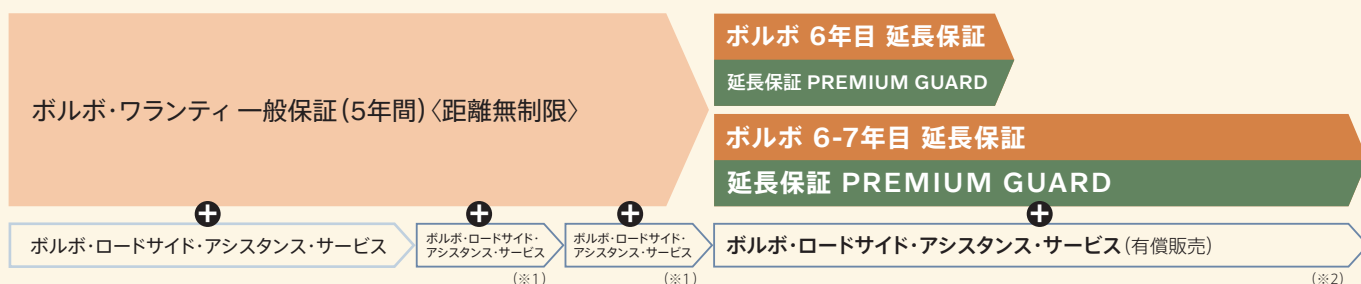 ボルボ・ワランティ 一般保証(5年間)〈距離無制限〉
ボルボ 6年目 延長保証
延長保証 PREMIUM GUARD
ボルボ 6-7年目 延長保証
延長保証 PREMIUM GUARD
ボルボ・ロードサイド・アシスタンス・サービス
ボルボ・ロードサイド・
アシスタンス・サービス
(※1)
ボルボ・ロードサイド・
アシスタンス・サービス
(※1)
ボルボ・ロードサイド・アシスタンス・サービス(有償販売)
(※2)